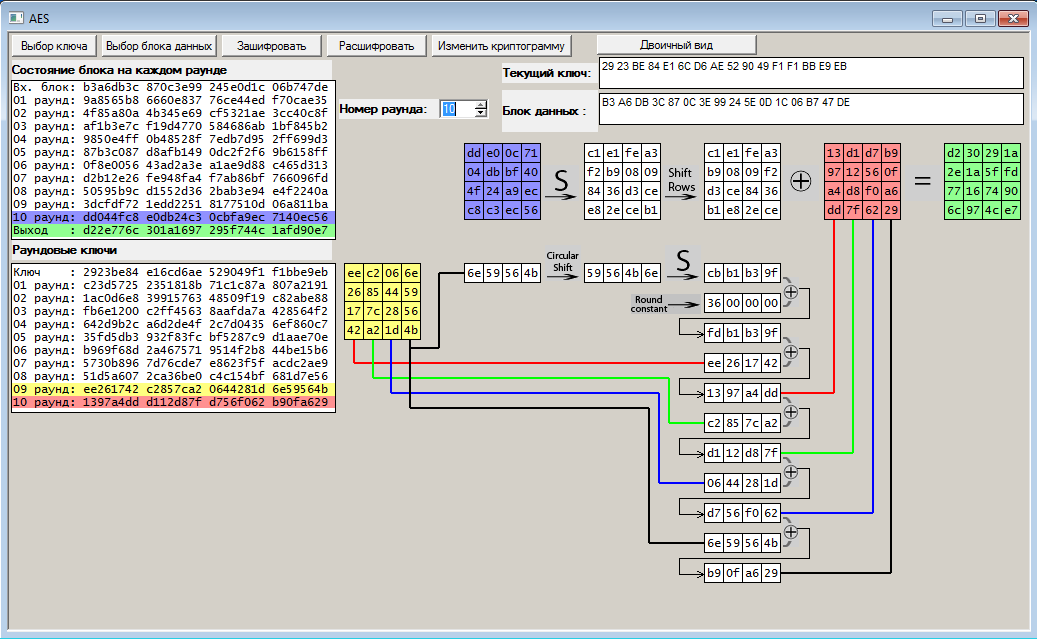 AES
Выбор ключа Выбор блока данных Зашифровать Расшифровать Изменить криптограмму Двоичный вид
Состояние блока на каждом раунде
Вх. блок: b3a6db3c 870c3e99 245e0d1c 06b747de
01 раунд: 9a8565b8 6660e837 76ce44ed f70cae35
02 раунд: 4f85a80a 4b345e69 cf5321ae 3cc40c8f
03 раунд: af1b3e7c f19d4770 584686ab 1bf845b2
04 раунд: 9850e4ff 0b48528f 7edb7d95 2ff699d3
05 раунд: 87b3c087 d8afb149 0dc2f2f6 9b6158ff
06 раунд: 0f8e0056 43ad2a3e a1ae9d88 c465d313
07 раунд: d2b12e26 fe948fa4 f7ab86bf 766096fd
08 раунд: 50595b9c d1552d36 2bab3e94 e4f2240a
09 раунд: 3dcfdf72 1edd2251 8177510d 06a811ba
10 раунд: dd044fc8 e0db24c3 0cbfa9ec 7140ec56
Выход : d22e776c 301a1697 295f744c 1afd90e7
Раундовые ключи
Ключ : 2923be84 e16cd6ae 529049f1 f1bbe9eb
01 раунд: c23d5725 2351818b 71c1c87a 807a2191
02 раунд: 1ac0d6e8 39915763 48509f19 c82abe88
03 раунд: fb6e1200 c2ff4563 8aafda7a 428564f2
04 раунд: 642d9b2c a6d2de4f 2c7d0435 6ef860c7
05 раунд: 35fd5db3 932f83fc bf5287c9 d1aae70e
06 раунд: b969f68d 2a467571 9514f2b8 44be15b6
07 раунд: 5730b896 7d76cde7 e8623f5f acdc2ae9
08 раунд: 51d5a607 2ca36be0 c4c154bf 681d7e56
09 раунд: ee261742 c2857ca2 0644281d 6e59564b
10 раунд: 1397a4dd d112d87f d756f062 b90fa629
Номер раунда: 10
Текущий ключ: 29 23 BE 84 E1 6C D6 AE 52 90 49 F1 F1 BB E9 EB
Блок данных : B3 A6 DB 3C 87 0C 3E 99 24 5E 0D 1C 06 B7 47 DE
dd e0 0c 71 c1 e1 fe a3 c1 e1 fe a3 13 d1 d7 b9 d2 30 29 1a
04 db bf 40 S f2 b9 08 09 Shift b9 08 09 f2 97 12 56 0f 2e 1a 5f fd
4f 24 a9 ec 84 36 d3 ce Rows d3 ce 84 36 a4 d8 f0 a6 = 77 16 74 90
c8 c3 ec 56 e8 2e ce b1 b1 e8 2e ce dd 7f 62 29 6c 97 4c e7
ee c2 06 6e
26 85 44 59
17 7c 28 56
42 a2 1d 4b
6e 59 56 4b Circular Shift 59 56 4b 6e S cb b1 b3 9f
Round constant 36 00 00 00
fd b1 b3 9f
ee 26 17 42
13 97 a4 dd
c2 85 7c a2
d1 12 d8 7f
06 44 28 1d
d7 56 f0 62
6e 59 56 4b
b9 0f a6 29